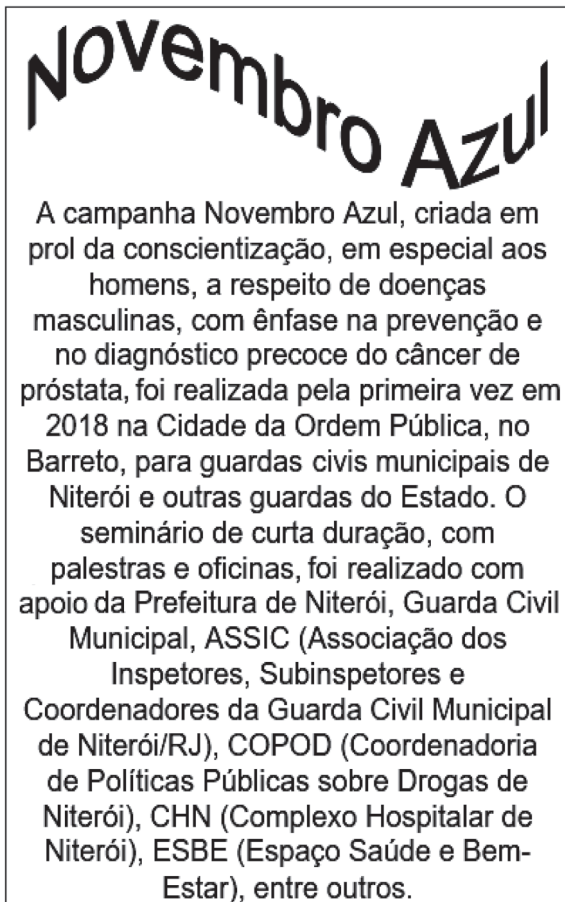 Novembro Azul
A campanha Novembro Azul, criada em
prol da conscientização, em especial aos
homens, a respeito de doenças
masculinas, com ênfase na prevenção e
no diagnóstico precoce do câncer de
próstata, foi realizada pela primeira vez em
2018 na Cidade da Ordem Pública, no
Barreto, para guardas civis municipais de
Niterói e outras guardas do Estado. O
seminário de curta duração, com
palestras e oficinas, foi realizado com
apoio da Prefeitura de Niterói, Guarda Civil
Municipal, ASSIC (Associação dos
Inspetores, Subinspetores e
Coordenadores da Guarda Civil Municipal
de Niterói/RJ), COPOD (Coordenadoria
de Políticas Públicas sobre Drogas de
Niterói), CHN (Complexo Hospitalar de
Niterói), ESBE (Espaço Saúde e Bem-
Estar), entre outros.